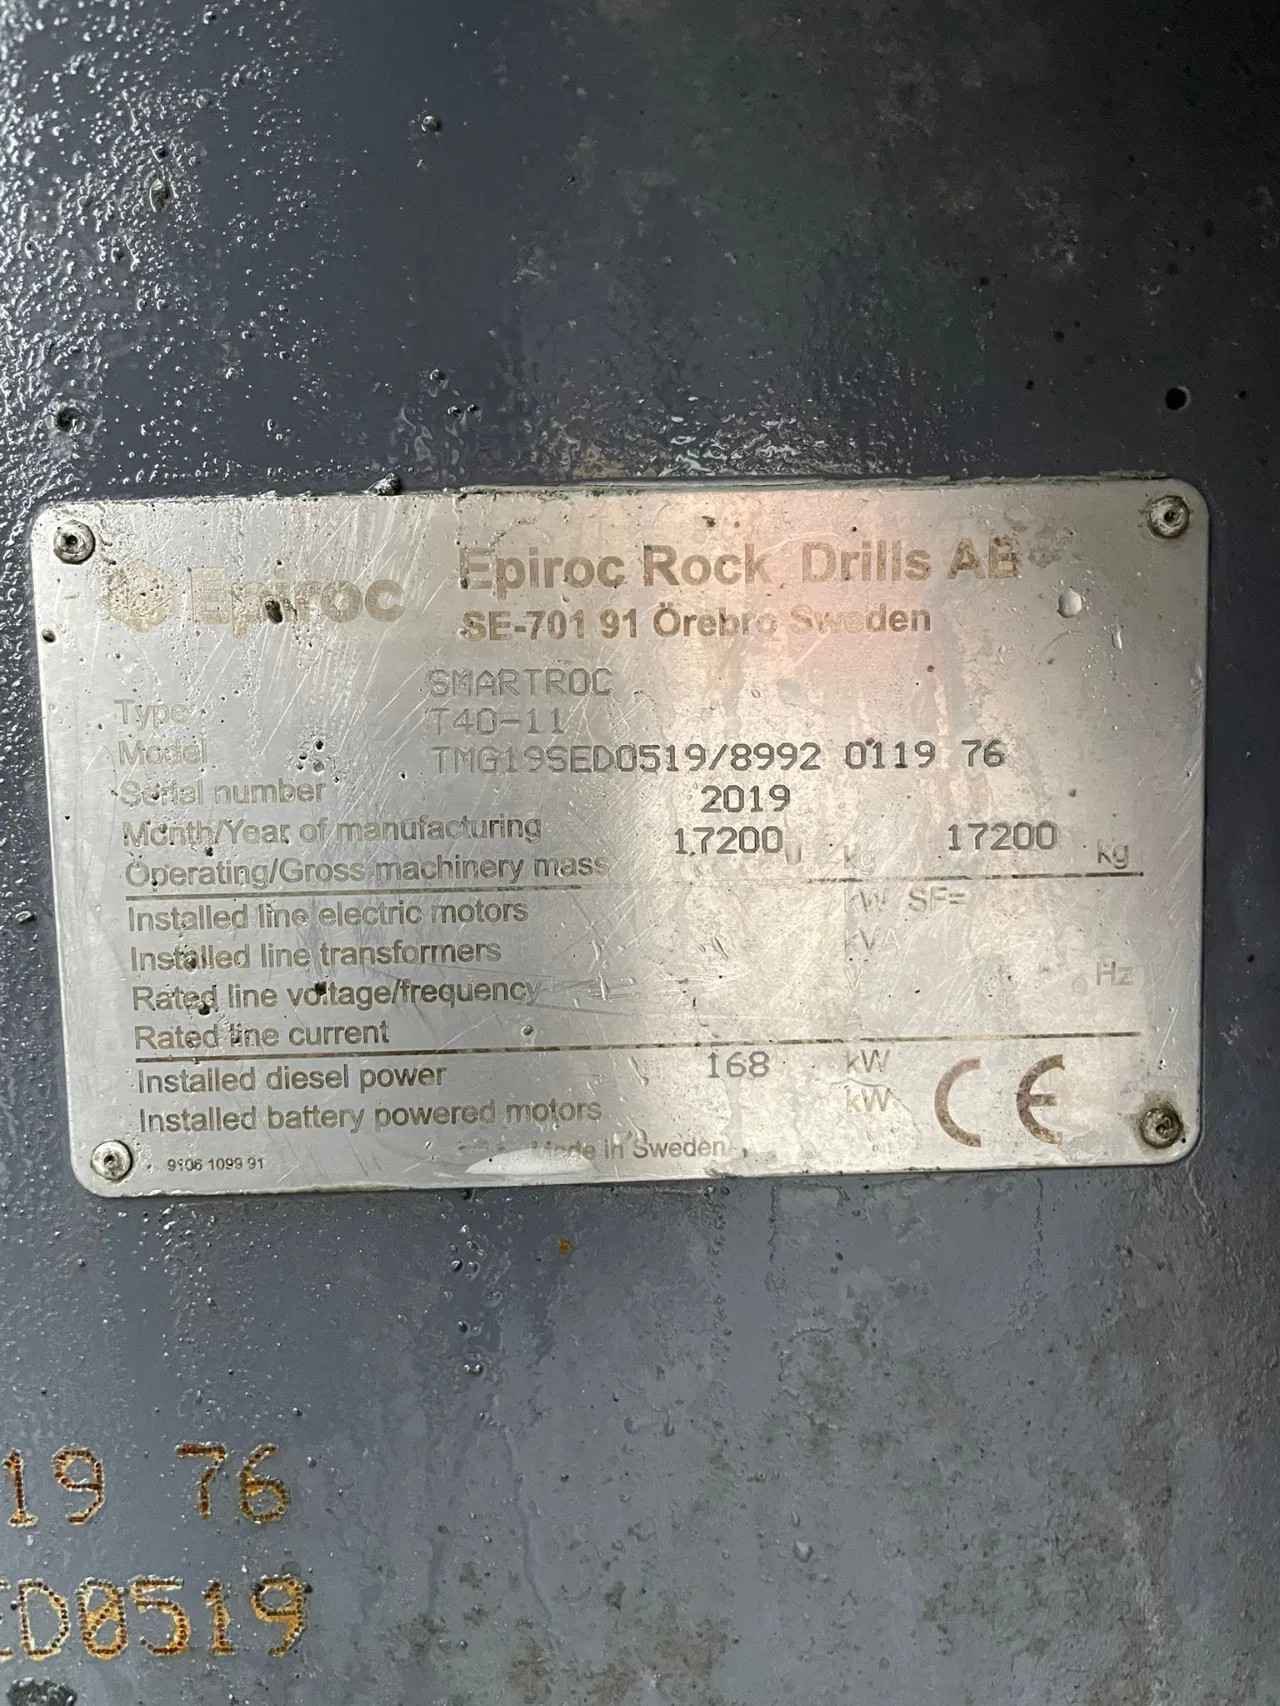 Epiroc
Epiroc Rock Drills AB
SE-701 91 Örebro Sweden
Type SMARTROC
Model T40-11
Serial number TMG19SED0519/8992 0119 76
Month/Year of manufacturing 2019
Operating/Gross machinery mass 17200 kg 17200 kg
Installed line electric motors kW SF=
Installed line transformers kVA
Rated line voltage/frequency Hz
Rated line current
Installed diesel power 168 kW
Installed battery powered motors kW
CE
9106 1099 91
Made in Sweden
19 76
ED0519